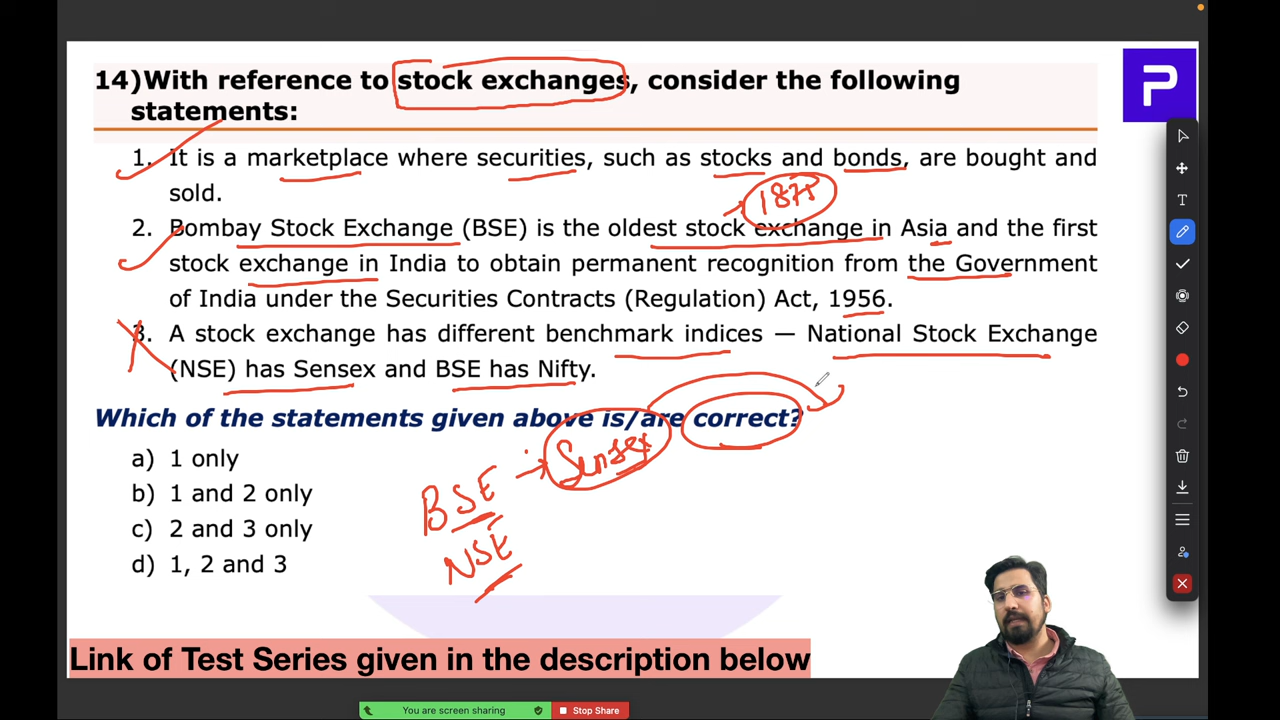 14)With reference to stock exchanges, consider the following
statements:
1. It is a marketplace where securities, such as stocks and bonds, are bought and
sold.
1875
2. Bombay Stock Exchange (BSE) is the oldest stock exchange in Asia and the first
stock exchange in India to obtain permanent recognition from the Government
of India under the Securities Contracts (Regulation) Act, 1956.
3. A stock exchange has different benchmark indices — National Stock Exchange
(NSE) has Sensex and BSE has Nifty.
Which of the statements given above is/are correct?
a) 1 only
b) 1 and 2 only
c) 2 and 3 only
d) 1, 2 and 3
BSE → Sensex
NSE
Link of Test Series given in the description below
You are screen sharing
Stop Share
P
T